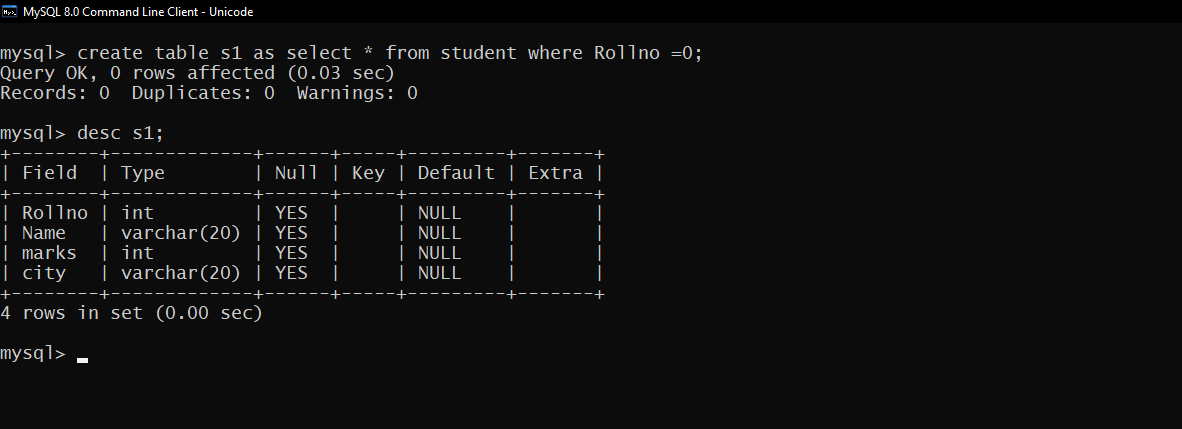 MySQL 8.0 Command Line Client - Unicode
mysql> create table s1 as select * from student where Rollno =0;
Query OK, 0 rows affected (0.03 sec)
Records: 0  Duplicates: 0  Warnings: 0
mysql> desc s1;
+--------+-------------+------+-----+---------+-------+
| Field  | Type        | Null | Key | Default | Extra |
+--------+-------------+------+-----+---------+-------+
| Rollno | int         | YES  |     | NULL    |       |
| Name   | varchar(20) | YES  |     | NULL    |       |
| marks  | int         | YES  |     | NULL    |       |
| city   | varchar(20) | YES  |     | NULL    |       |
+--------+-------------+------+-----+---------+-------+
4 rows in set (0.00 sec)
mysql>